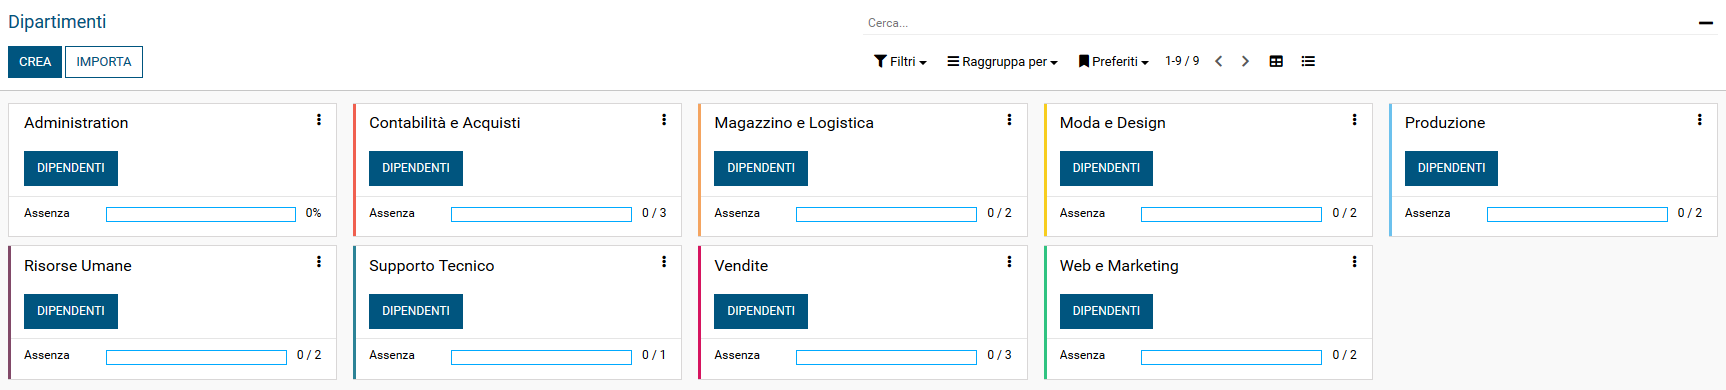 Dipartimenti
Cerca...
CREA IMPORTA
Filtri Raggruppa per Preferiti 1-9 / 9
Administration
DIPENDENTI
Assenza 0%
Contabilità e Acquisti
DIPENDENTI
Assenza 0 / 3
Magazzino e Logistica
DIPENDENTI
Assenza 0 / 2
Moda e Design
DIPENDENTI
Assenza 0 / 2
Produzione
DIPENDENTI
Assenza 0 / 2
Risorse Umane
DIPENDENTI
Assenza 0 / 2
Supporto Tecnico
DIPENDENTI
Assenza 0 / 1
Vendite
DIPENDENTI
Assenza 0 / 3
Web e Marketing
DIPENDENTI
Assenza 0 / 2